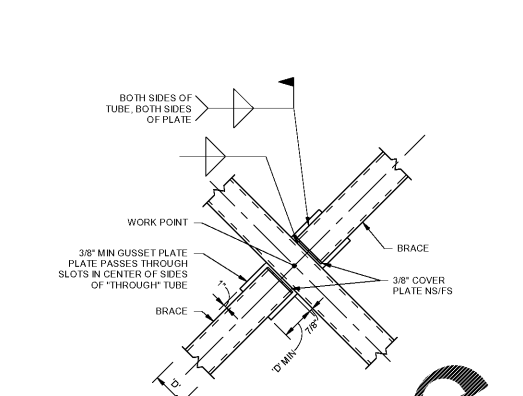 BOTH SIDES OF
TUBE, BOTH SIDES
OF PLATE
WORK POINT
3/8" MIN GUSSET PLATE
PLATE PASSES THROUGH
SLOTS IN CENTER OF SIDES
OF "THROUGH" TUBE
BRACE
3/8" COVER
PLATE NS/FS
1"
BRACE
7/8"
'D' MIN
'D'